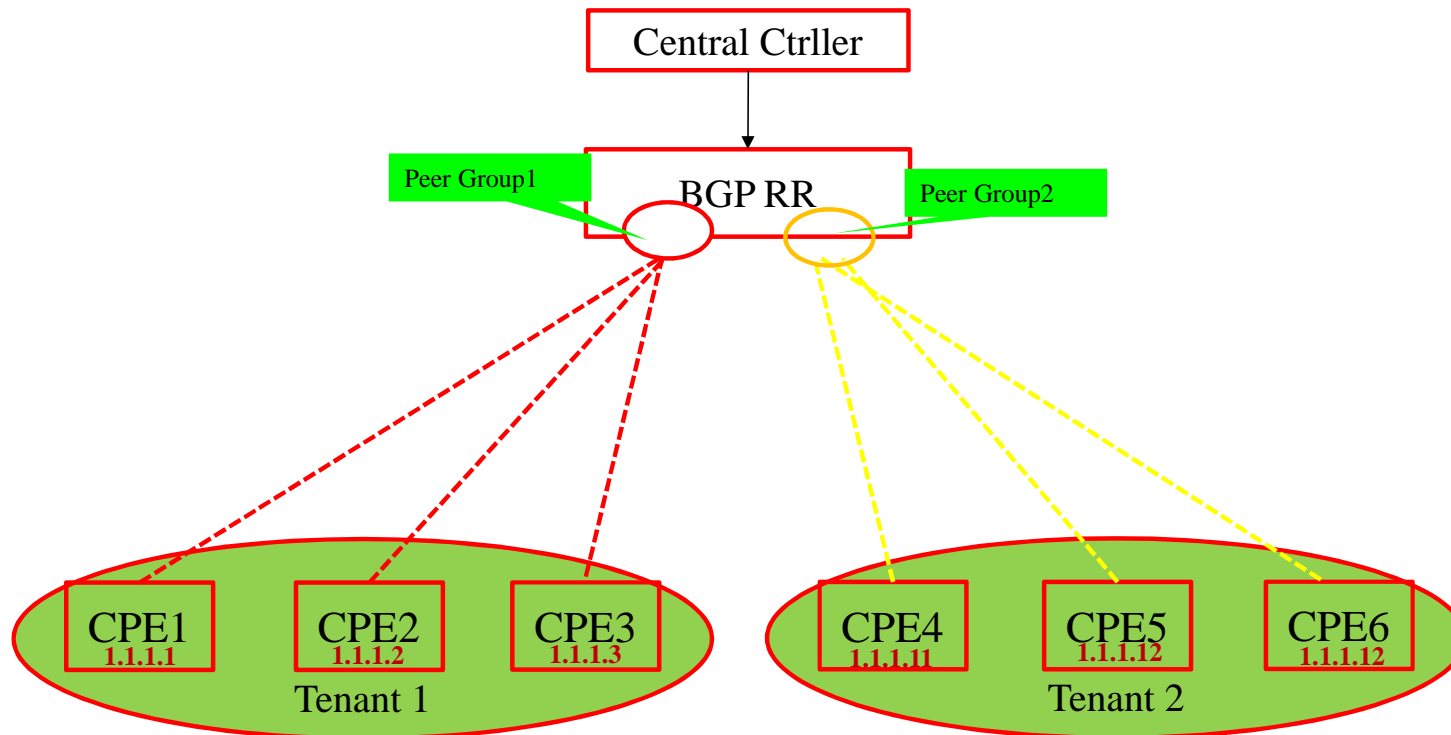 Central Ctrller
Peer Group1
BGP RR
Peer Group2
CPE1
1.1.1.1
CPE2
1.1.1.2
CPE3
1.1.1.3
Tenant 1
CPE4
1.1.1.11
CPE5
1.1.1.12
CPE6
1.1.1.12
Tenant 2